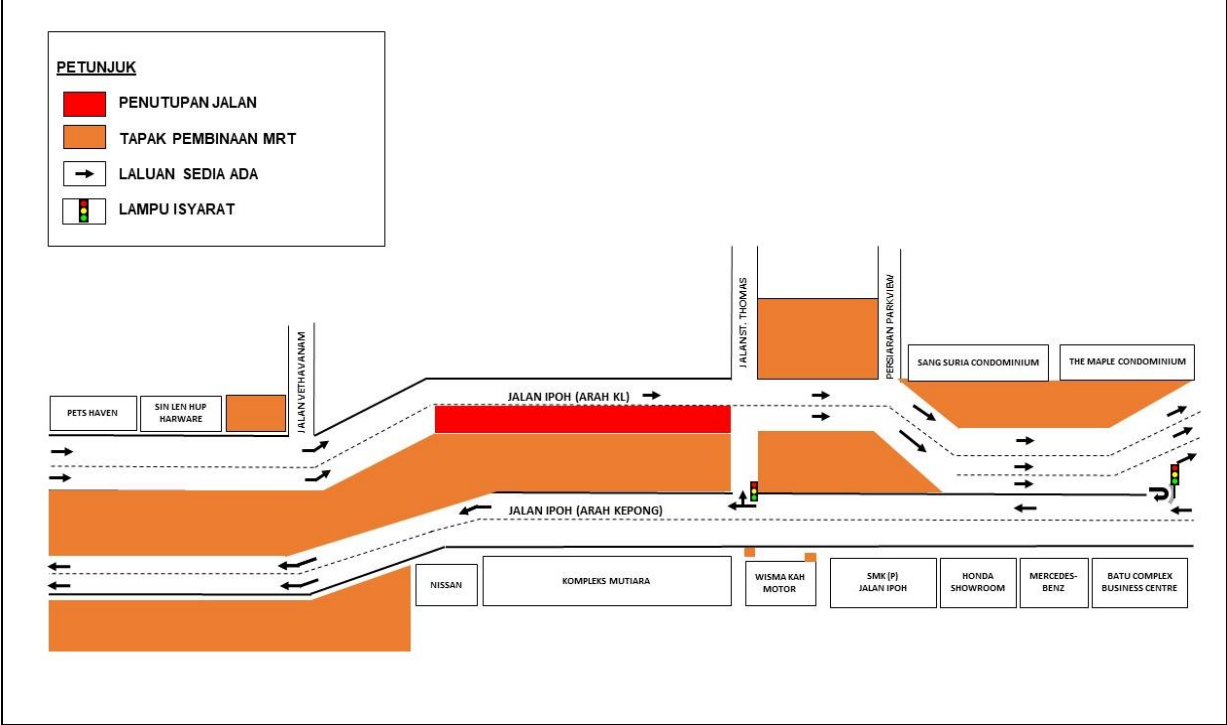 PETUNJUK
PENUTUPAN JALAN
TAPAK PEMBINAAN MRT
LALUAN SEDIA ADA
LAMPU ISYARAT
JALAN VETHAVANAM
JALANST. THOMAS
PERSIARAN PARKVIEW
SANG SURIA CONDOMINIUM
THE MAPLE CONDOMINIUM
PETS HAVEN
SIN LEN HUP
HARWARE
JALAN IPOH (ARAH KL)
JALAN IPOH (ARAH KEPONG)
NISSAN
KOMPLEKS MUTIARA
WISMA KAH
MOTOR
SMK (P)
JALAN IPOH
HONDA
SHOWROOM
MERCEDES-
BENZ
BATU COMPLEX
BUSINESS CENTRE